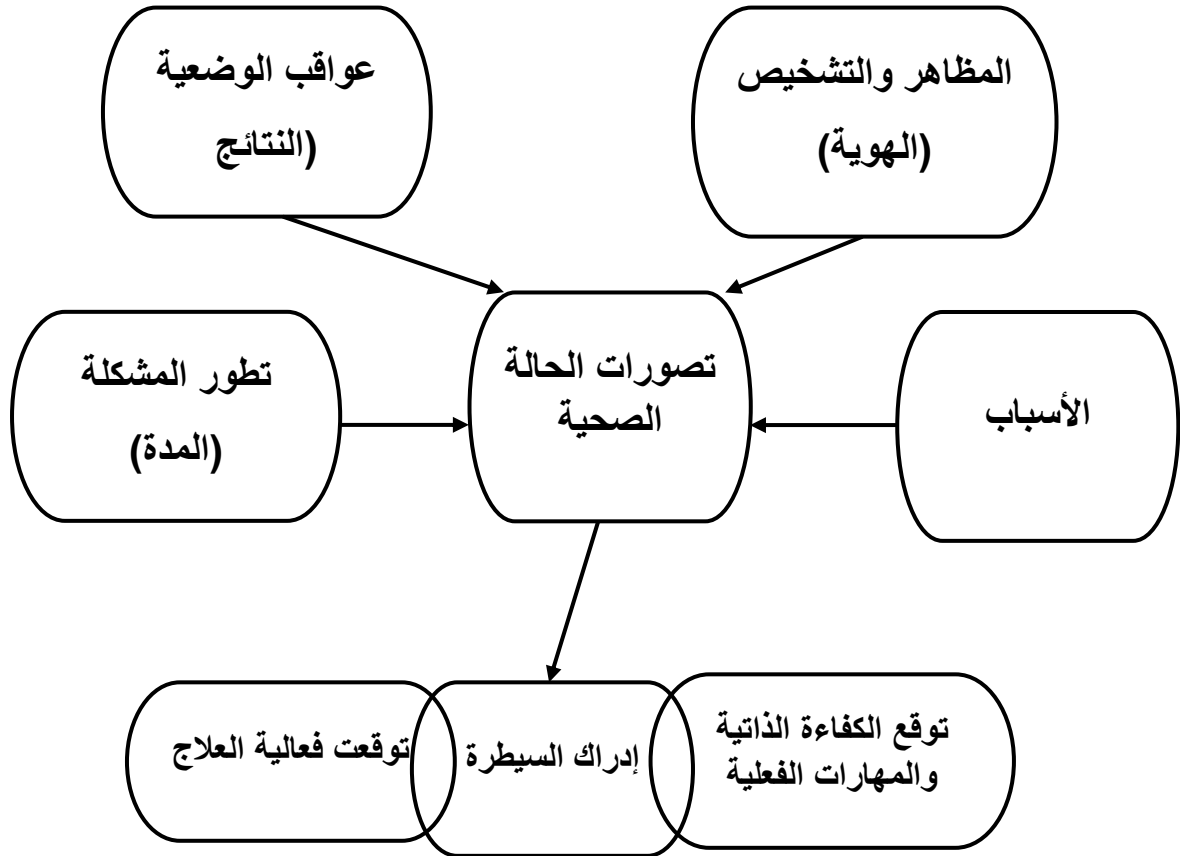 المظاهر والتشخيص
(الهوية)
عواقب الوضعية
(النتائج
تصورات الحالة
الصحية
الأسباب
تطور المشكلة
(المدة)
توقع الكفاءة الذاتية
والمهارات الفعلية
إدراك السيطرة
توقعت فعالية العلاج